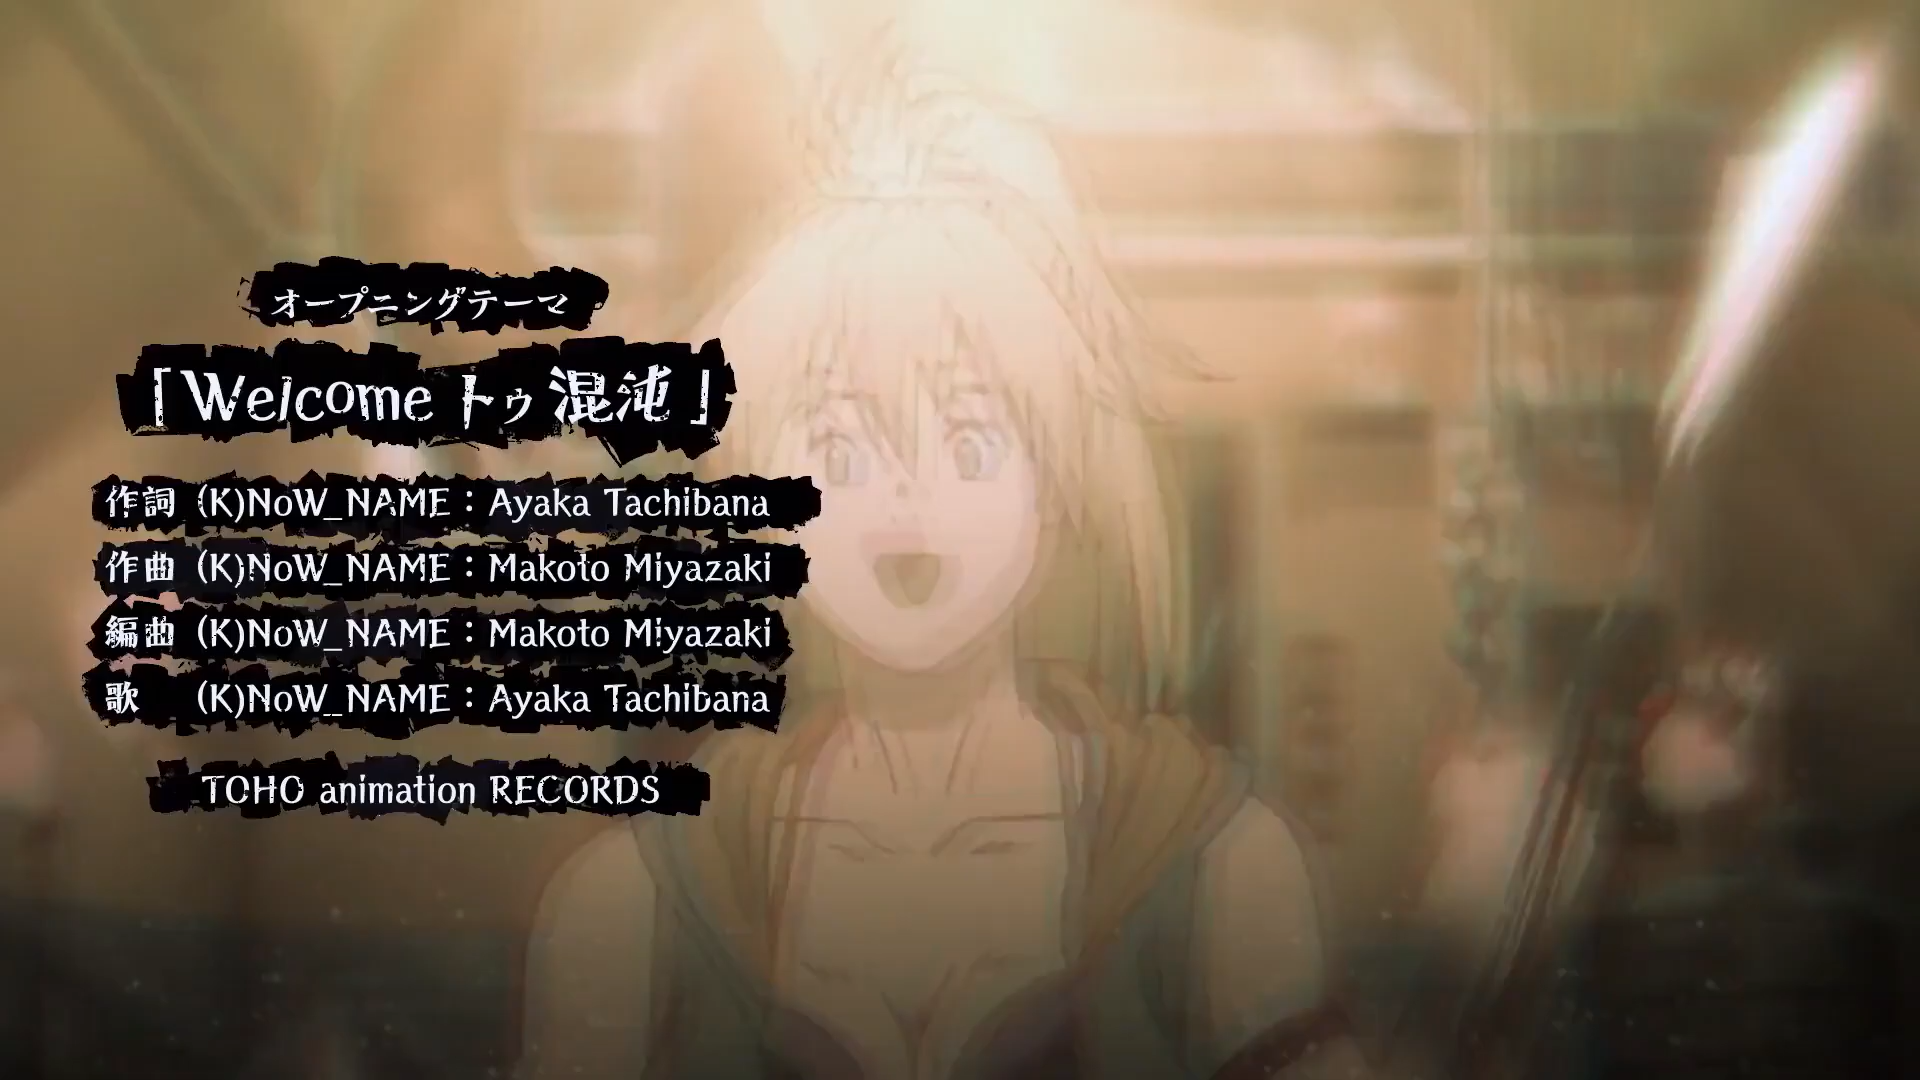 オープニングテーマ
「Welcome トゥ 混沌」
作詞 (K)NoW_NAME：Ayaka Tachibana
作曲 (K)NoW_NAME：Makoto Miyazaki
編曲 (K)NoW_NAME：Makoto Miyazaki
歌 (K)NoW_NAME：Ayaka Tachibana
TOHO animation RECORDS